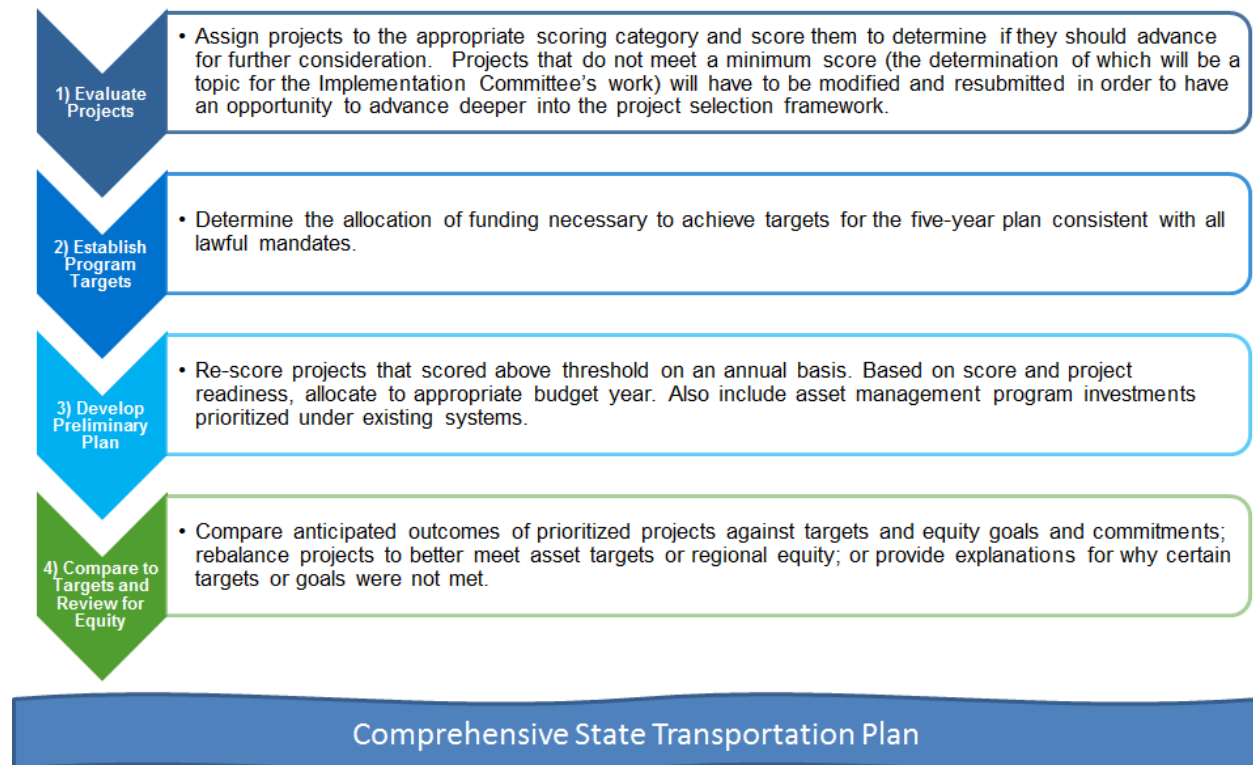 1) Evaluate
Projects
• Assign projects to the appropriate scoring category and score them to determine if they should advance
for further consideration. Projects that do not meet a minimum score (the determination of which will be a
topic for the Implementation Committee's work) will have to be modified and resubmitted in order to have
an opportunity to advance deeper into the project selection framework.
2) Establish
Program
Targets
• Determine the allocation of funding necessary to achieve targets for the five-year plan consistent with all
lawful mandates.
3) Develop
Preliminary
Plan
• Re-score projects that scored above threshold on an annual basis. Based on score and project
readiness, allocate to appropriate budget year. Also include asset management program investments
prioritized under existing systems.
4) Compare to
Targets and
Review for
Equity
• Compare anticipated outcomes of prioritized projects against targets and equity goals and commitments;
rebalance projects to better meet asset targets or regional equity; or provide explanations for why certain
targets or goals were not met.
Comprehensive State Transportation Plan